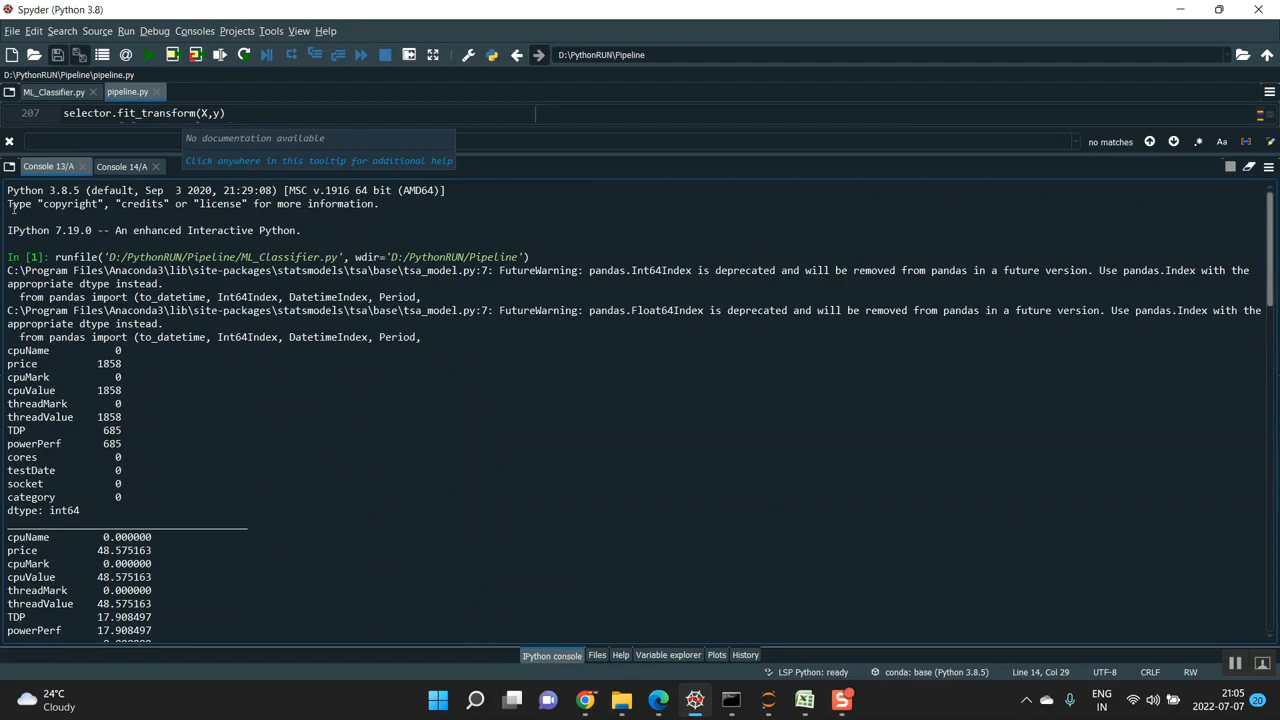 Spyder (Python 3.8)
File Edit Search Source Run Debug Consoles Projects Tools View Help
D:\PythonRUN\Pipeline
D:\PythonRUN\Pipeline\pipeline.py
ML_Classifier.py pipeline.py
207 selector.fit_transform(X,y)
No documentation available
no matches .* Aa
Click anywhere in this tooltip for additional help
Console 13/A Console 14/A
Python 3.8.5 (default, Sep  3 2020, 21:29:08) [MSC v.1916 64 bit (AMD64)]
Type "copyright", "credits" or "license" for more information.
IPython 7.19.0 -- An enhanced Interactive Python.
In [1]: runfile('D:/PythonRUN/Pipeline/ML_Classifier.py', wdir='D:/PythonRUN/Pipeline')
C:\Program Files\Anaconda3\lib\site-packages\statsmodels\tsa\base\tsa_model.py:7: FutureWarning: pandas.Int64Index is deprecated and will be removed from pandas in a future version. Use pandas.Index with the
appropriate dtype instead.
from pandas import (to_datetime, Int64Index, DatetimeIndex, Period,
C:\Program Files\Anaconda3\lib\site-packages\statsmodels\tsa\base\tsa_model.py:7: FutureWarning: pandas.Float64Index is deprecated and will be removed from pandas in a future version. Use pandas.Index with the
appropriate dtype instead.
from pandas import (to_datetime, Int64Index, DatetimeIndex, Period,
cpuName 0
price 1858
cpuMark 0
cpuValue 1858
threadMark 0
threadValue 1858
TDP 685
powerPerf 685
cores 0
testDate 0
socket 0
category 0
dtype: int64
cpuName 0.000000
price 48.575163
cpuMark 0.000000
cpuValue 48.575163
threadMark 0.000000
threadValue 48.575163
TDP 17.908497
powerPerf 17.908497
IPython console Files Help Variable explorer Plots History
LSP Python: ready conda: base (Python 3.8.5) Line 14, Col 29 UTF-8 CRLF RW
24°C
Cloudy
ENG
IN
21:05
2022-07-07
20